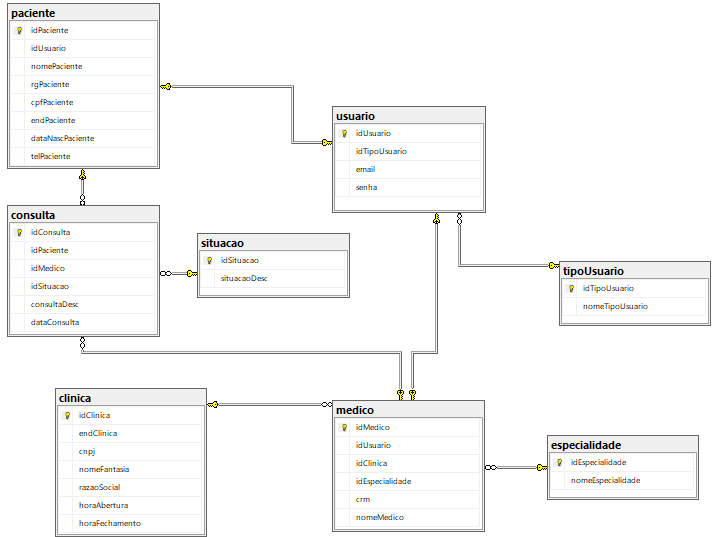 paciente
idPaciente
idUsuario
nomePaciente
rgPaciente
cpfPaciente
endPaciente
dataNascPaciente
telPaciente
usuario
idUsuario
idTipoUsuario
email
senha
consulta
idConsulta
idPaciente
idMedico
idSituacao
consultaDesc
dataConsulta
situacao
idSituacao
situacaoDesc
tipoUsuario
idTipoUsuario
nomeTipoUsuario
clinica
idClinica
endClinica
cnpj
nomeFantasia
razaoSocial
horaAbertura
horaFechamento
medico
idMedico
idUsuario
idClinica
idEspecialidade
crm
nomeMedico
especialidade
idEspecialidade
nomeEspecialidade